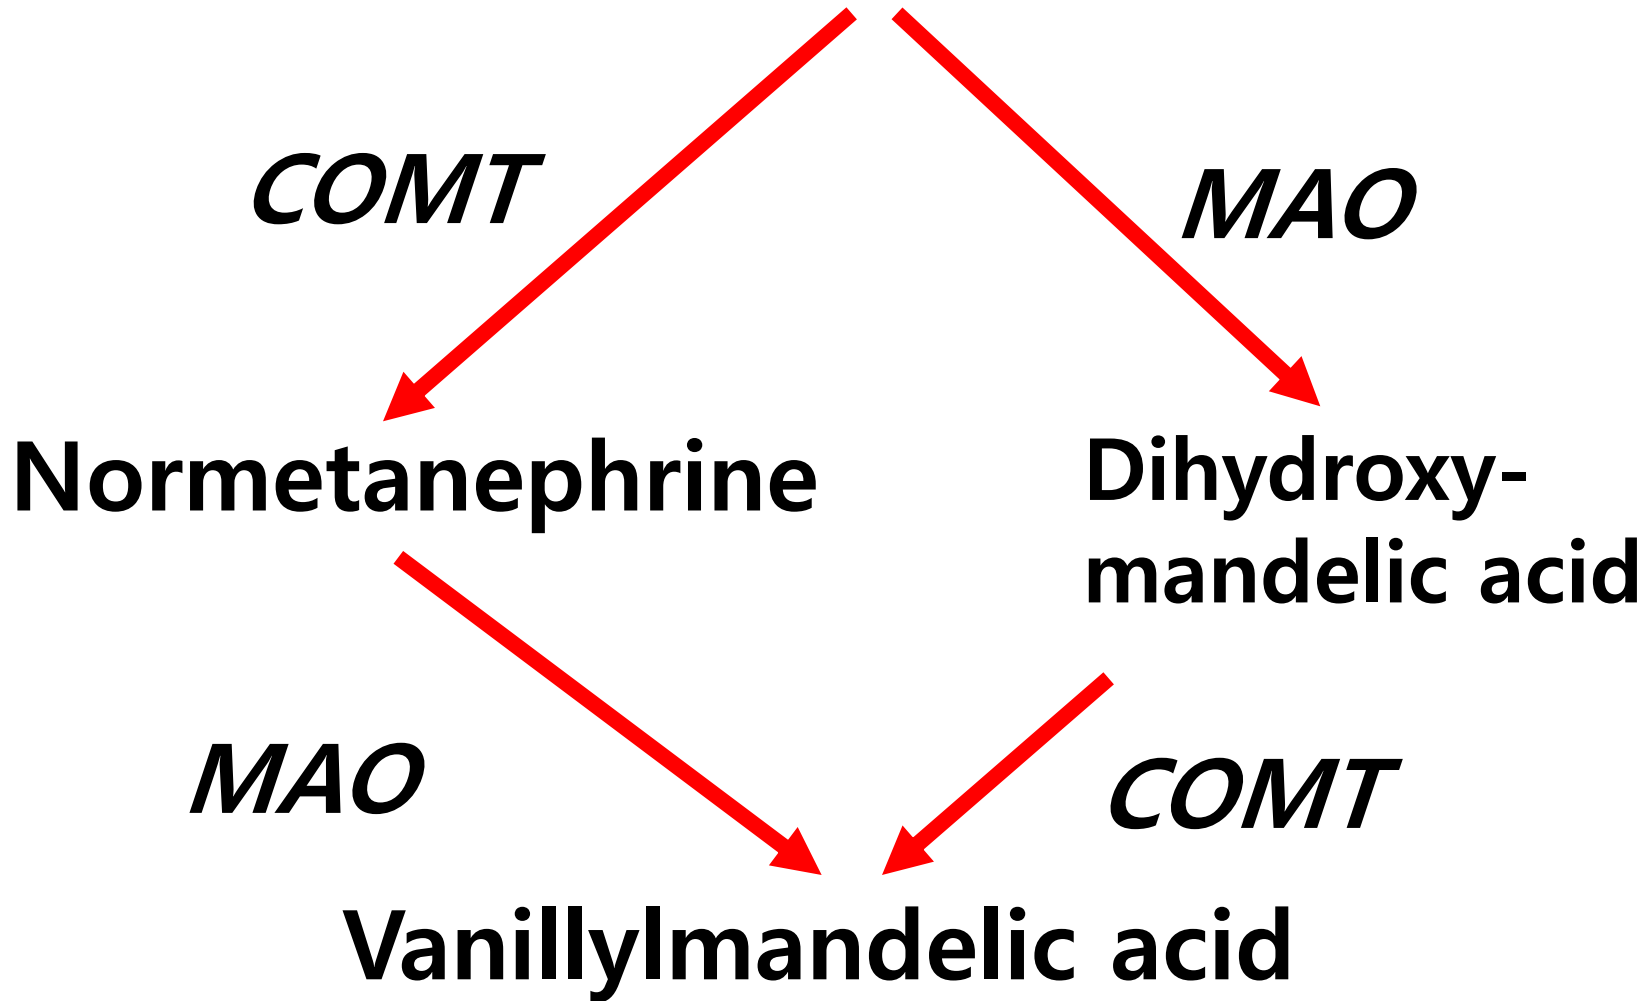 COMT
MAO
Normetanephrine
Dihydroxy-
mandelic acid
MAO
COMT
Vanillylmandelic acid